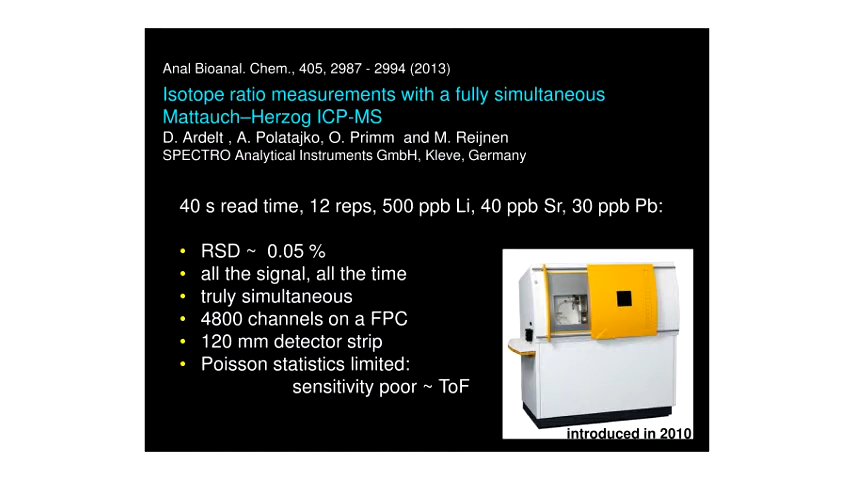 Anal Bioanal. Chem., 405, 2987 - 2994 (2013)
Isotope ratio measurements with a fully simultaneous
Mattauch–Herzog ICP-MS
D. Ardelt , A. Polatajko, O. Primm  and M. Reijnen
SPECTRO Analytical Instruments GmbH, Kleve, Germany
40 s read time, 12 reps, 500 ppb Li, 40 ppb Sr, 30 ppb Pb:
• RSD ~  0.05 %
• all the signal, all the time
• truly simultaneous
• 4800 channels on a FPC
• 120 mm detector strip
• Poisson statistics limited:
sensitivity poor ~ ToF
introduced in 2010